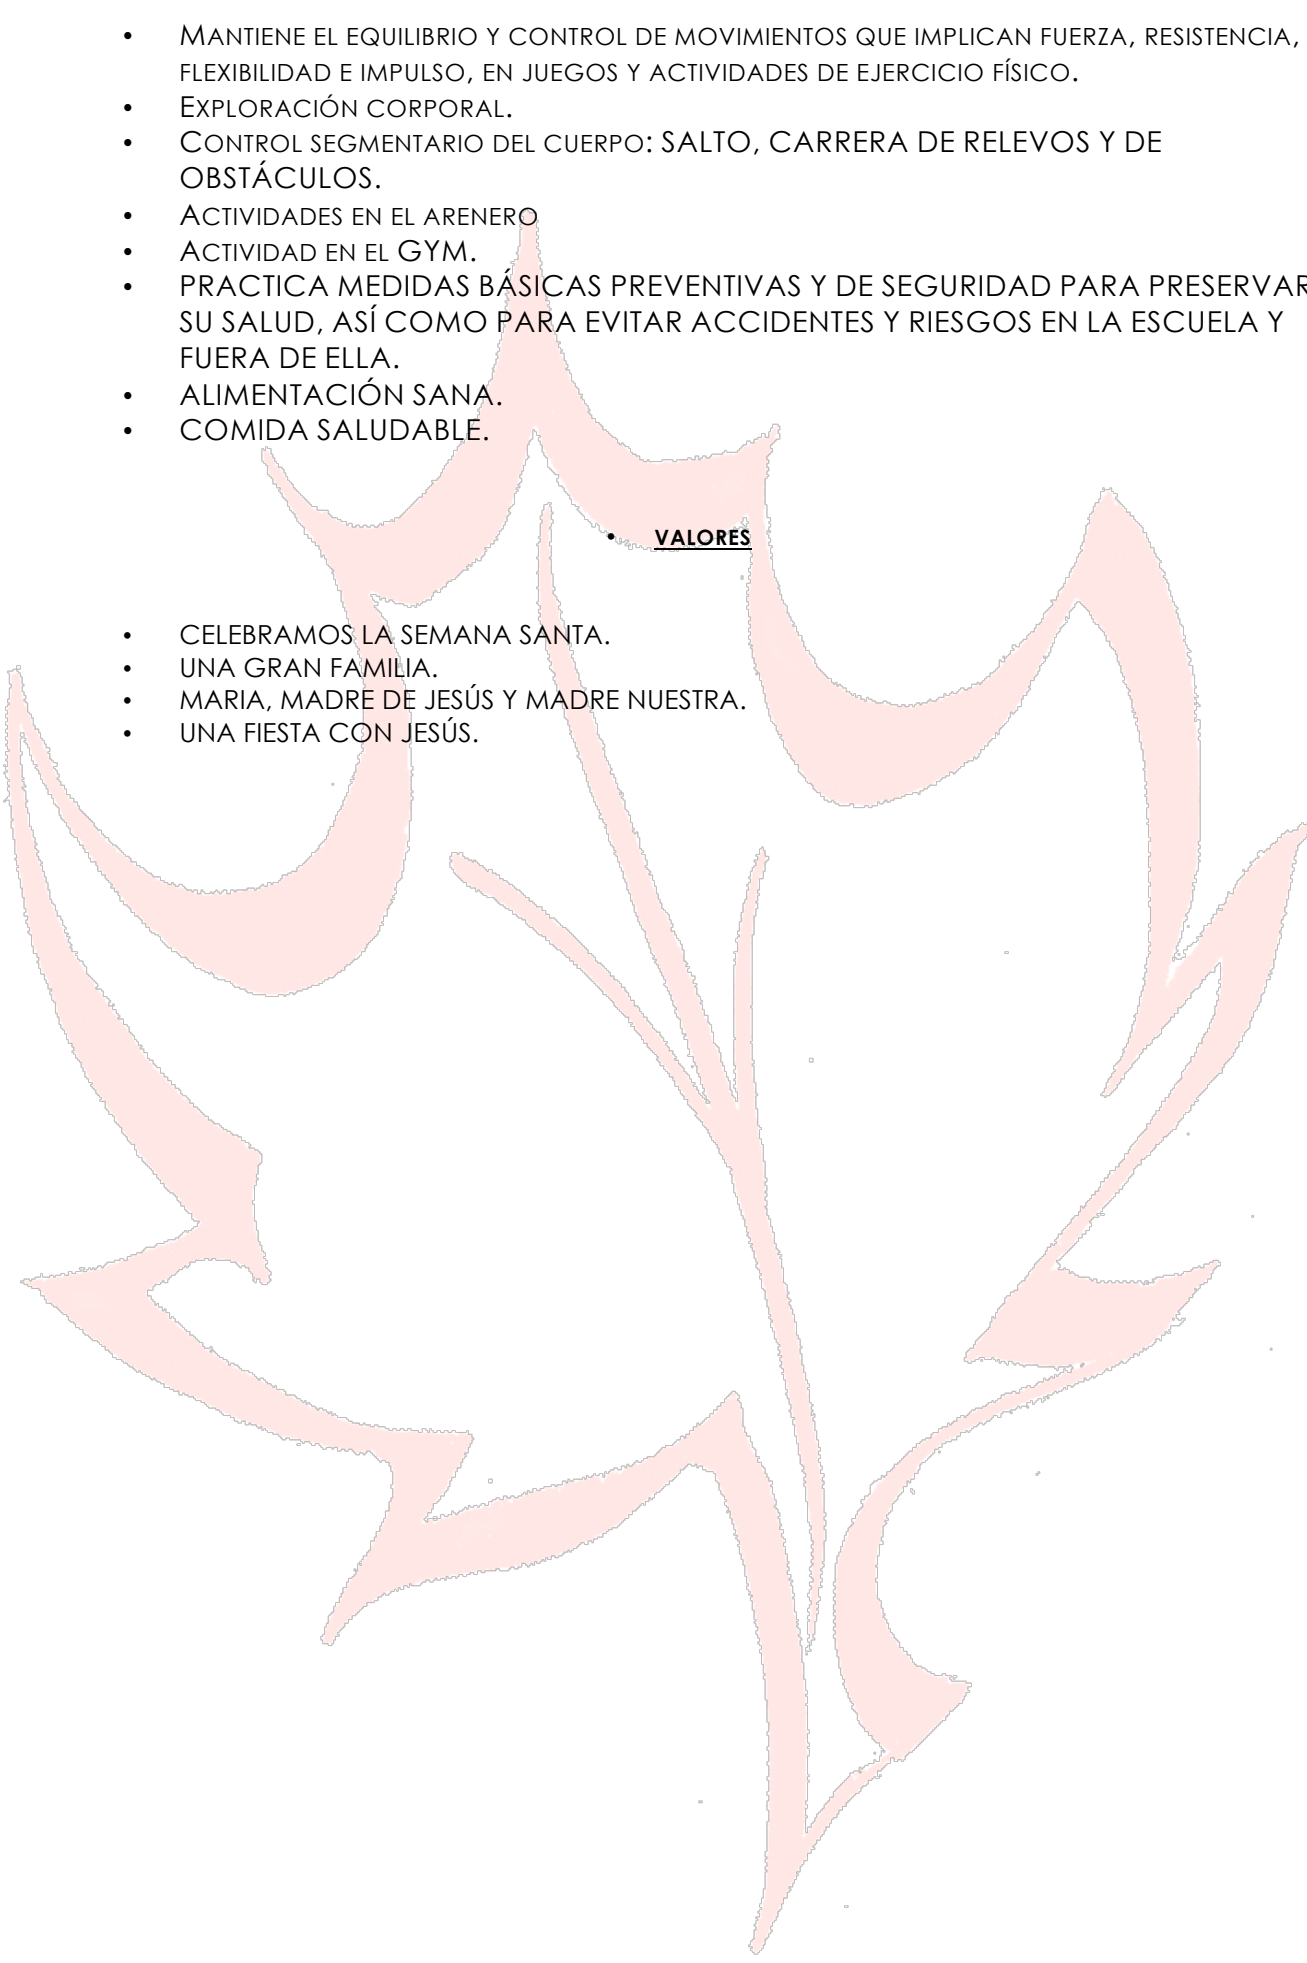 • MANTIENE EL EQUILIBRIO Y CONTROL DE MOVIMIENTOS QUE IMPLICAN FUERZA, RESISTENCIA,
FLEXIBILIDAD E IMPULSO, EN JUEGOS Y ACTIVIDADES DE EJERCICIO FÍSICO.
• EXPLORACIÓN CORPORAL.
• CONTROL SEGMENTARIO DEL CUERPO: SALTO, CARRERA DE RELEVOS Y DE
OBSTÁCULOS.
• ACTIVIDADES EN EL ARENERO
• ACTIVIDAD EN EL GYM.
• PRACTICA MEDIDAS BÁSICAS PREVENTIVAS Y DE SEGURIDAD PARA PRESERVAR
SU SALUD, ASÍ COMO PARA EVITAR ACCIDENTES Y RIESGOS EN LA ESCUELA Y
FUERA DE ELLA.
• ALIMENTACIÓN SANA.
• COMIDA SALUDABLE.
• VALORES
• CELEBRAMOS LA SEMANA SANTA.
• UNA GRAN FAMILIA.
• MARIA, MADRE DE JESÚS Y MADRE NUESTRA.
• UNA FIESTA CON JESÚS.